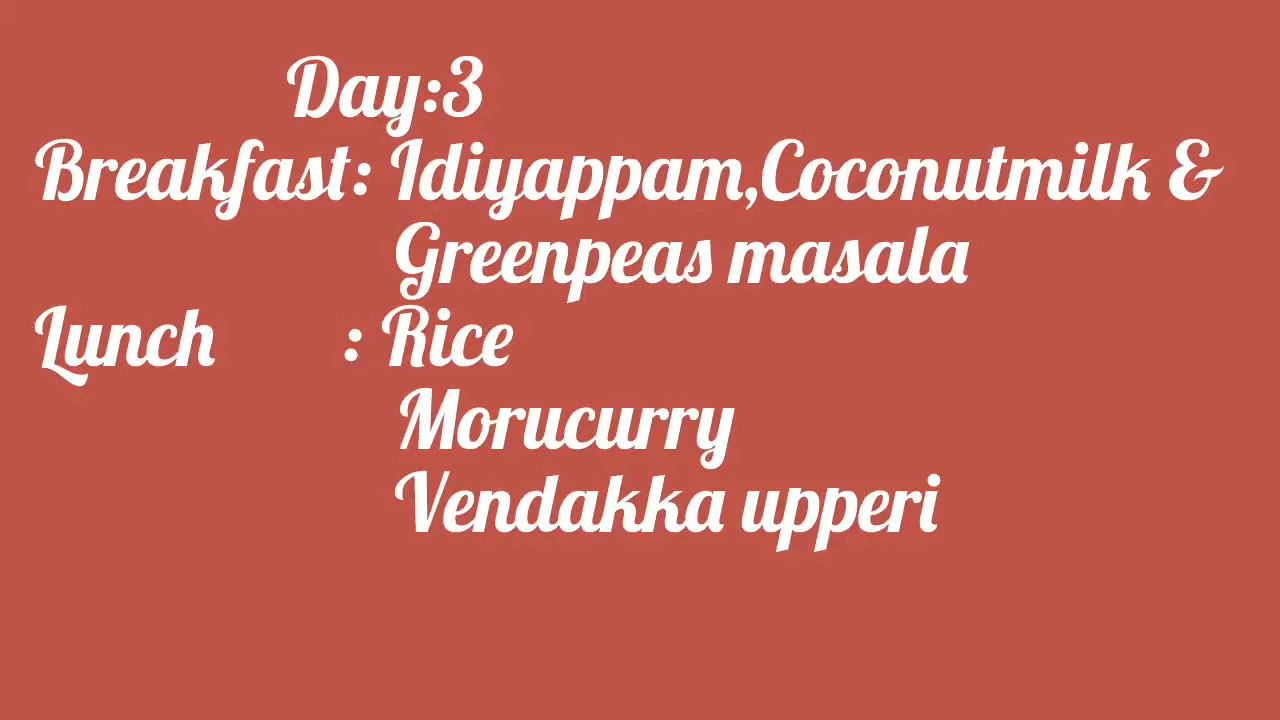 Day:3
Breakfast: Idiyappam,Coconutmilk &
Greenpeas masala
Lunch : Rice
Morucurry
Vendakka upperi